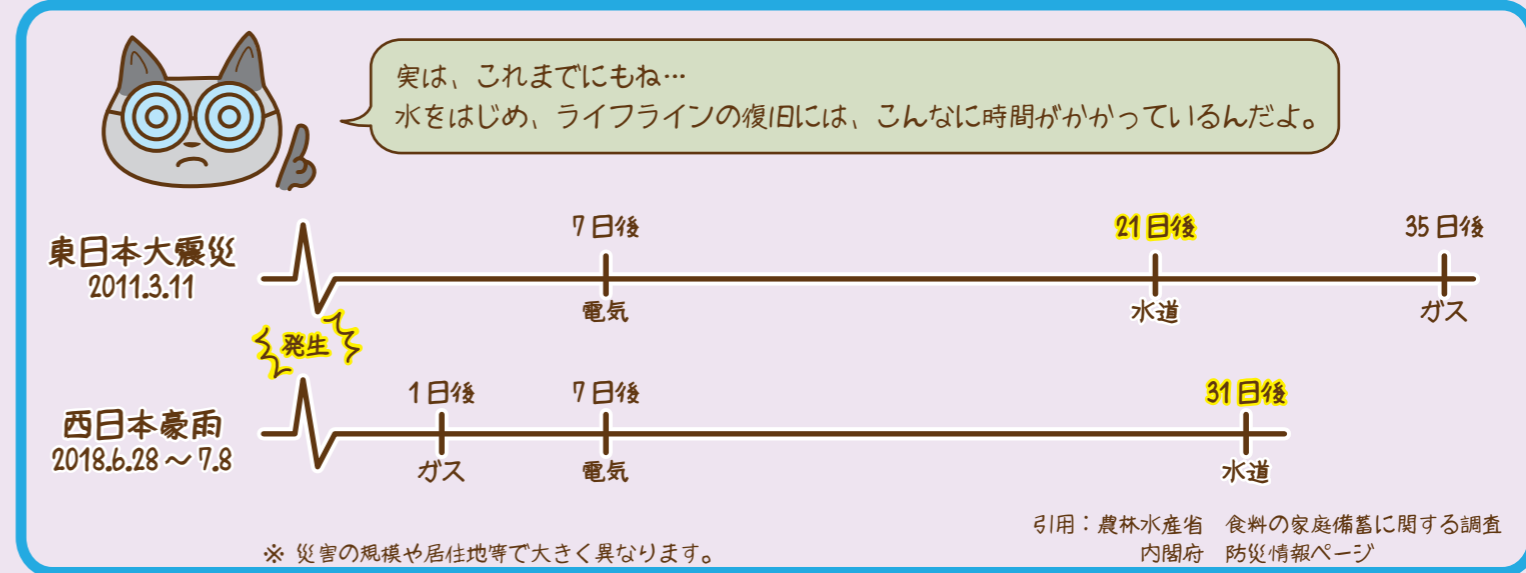 実は、これまでにもね…
水をはじめ、ライフラインの復旧には、こんなに時間がかかっているんだよ。
東日本大震災
2011.3.11
7日後
21日後
35日後
電気
水道
ガス
発生
西日本豪雨
2018.6.28～7.8
1日後
7日後
31日後
ガス
電気
水道
※ 災害の規模や居住地等で大きく異なります。
引用：農林水産省 食料の家庭備蓄に関する調査
内閣府 防災情報ページ